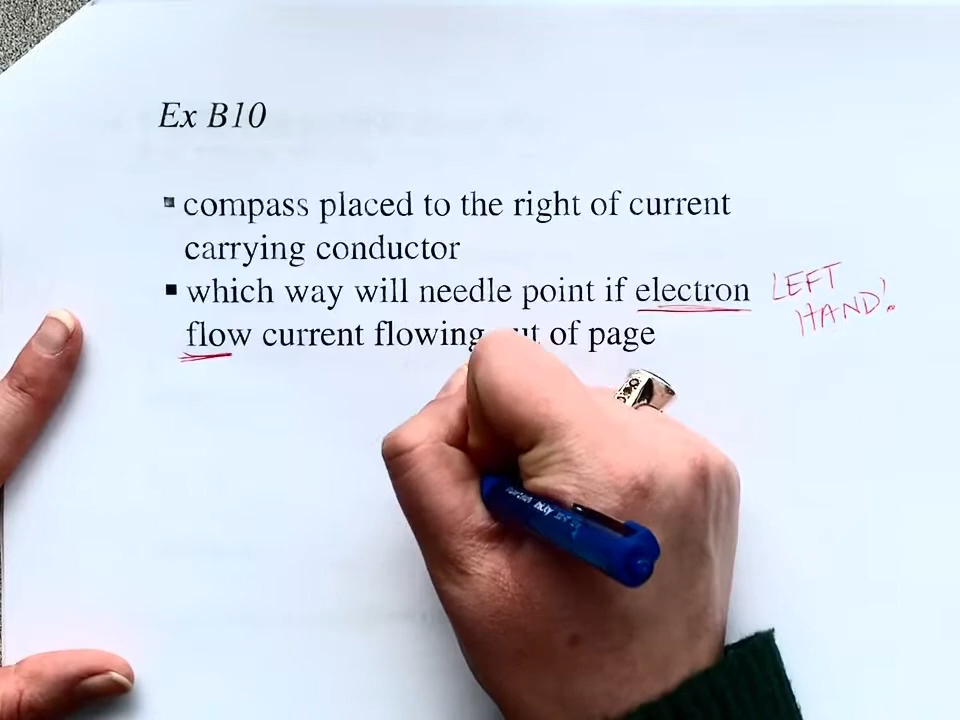 Ex B10
▪ compass placed to the right of current
carrying conductor
▪ which way will needle point if electron LEFT
flow current flowing of page HAND!